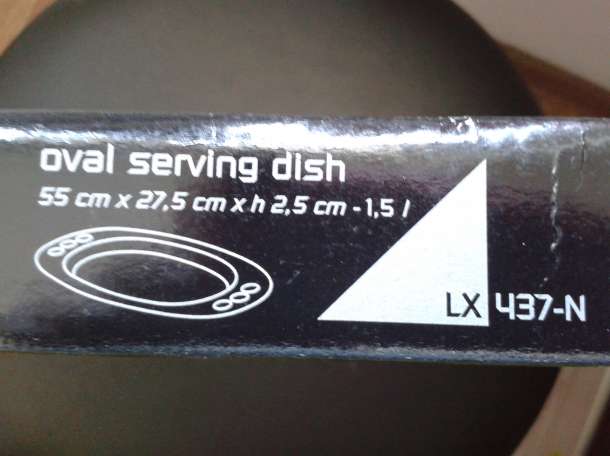 oval serving dish
55 cm x 27,5 cm x h 2,5 cm - 1,5 l
LX 437-N